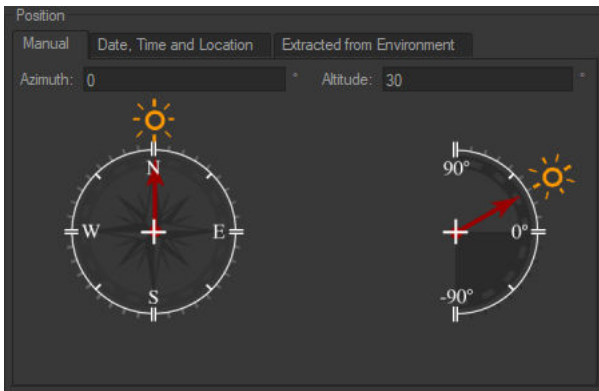 Position
Manual Date, Time and Location Extracted from Environment
Azimuth: 0 ° Altitude: 30 °
N
90°
W E 0°
S
-90°